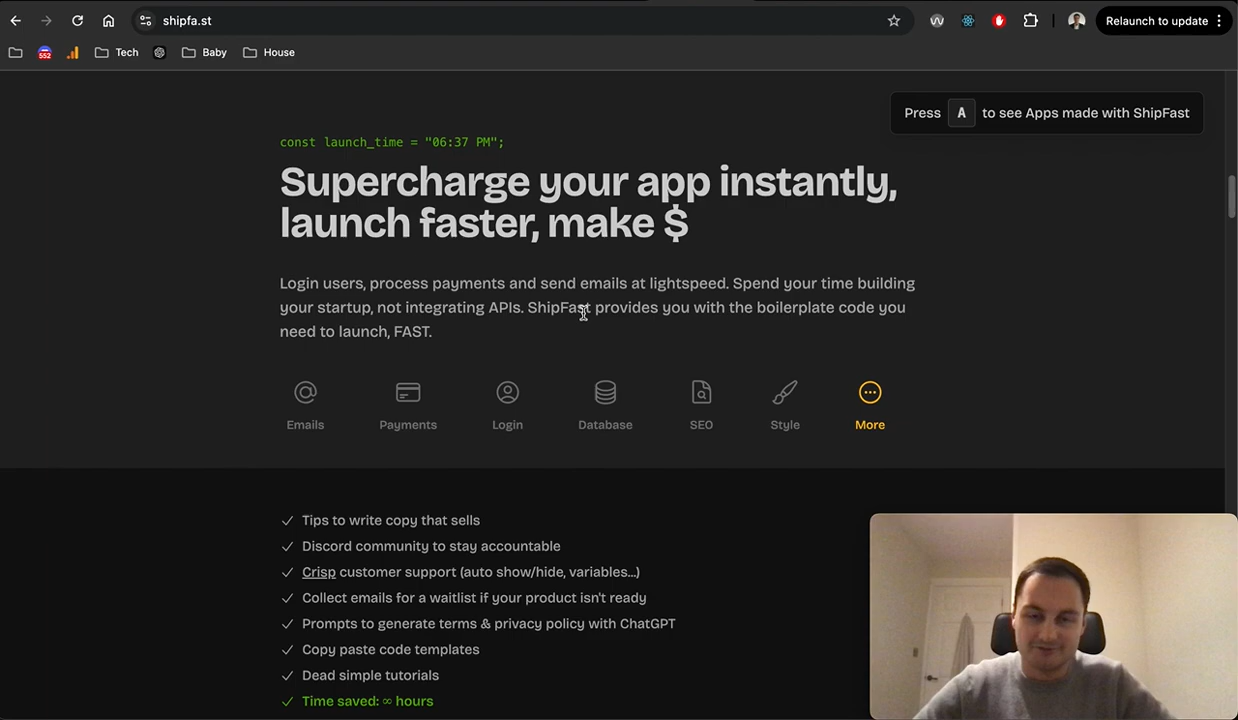 shipfa.st
Relaunch to update
552
Tech
Baby
House
Press A to see Apps made with ShipFast
const launch_time = "06:37 PM";
Supercharge your app instantly,
launch faster, make $
Login users, process payments and send emails at lightspeed. Spend your time building
your startup, not integrating APIs. ShipFast provides you with the boilerplate code you
need to launch, FAST.
Emails
Payments
Login
Database
SEO
Style
More
Tips to write copy that sells
Discord community to stay accountable
Crisp customer support (auto show/hide, variables...)
Collect emails for a waitlist if your product isn't ready
Prompts to generate terms & privacy policy with ChatGPT
Copy paste code templates
Dead simple tutorials
Time saved: ∞ hours